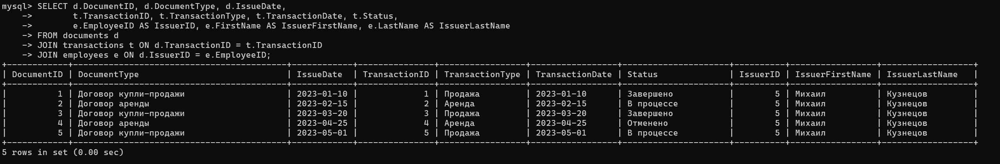 mysql> SELECT d.DocumentID, d.DocumentType, d.IssueDate,
    ->        t.TransactionID, t.TransactionType, t.TransactionDate, t.Status,
    ->        e.EmployeeID AS IssuerID, e.FirstName AS IssuerFirstName, e.LastName AS IssuerLastName
    -> FROM documents d
    -> JOIN transactions t ON d.TransactionID = t.TransactionID
    -> JOIN employees e ON d.IssuerID = e.EmployeeID;
+------------+------------------------------------------+------------+---------------+-----------------+-----------------+---------------------+----------+-----------------+------------------+
| DocumentID | DocumentType                             | IssueDate  | TransactionID | TransactionType | TransactionDate | Status              | IssuerID | IssuerFirstName | IssuerLastName   |
+------------+------------------------------------------+------------+---------------+-----------------+-----------------+---------------------+----------+-----------------+------------------+
|          1 | Договор купли-продажи                    | 2023-01-10 |             1 | Продажа         | 2023-01-10      | Завершено           |        5 | Михаил          | Кузнецов         |
|          2 | Договор аренды                           | 2023-02-15 |             2 | Аренда          | 2023-02-15      | В процессе          |        5 | Михаил          | Кузнецов         |
|          3 | Договор купли-продажи                    | 2023-03-20 |             3 | Продажа         | 2023-03-20      | Завершено           |        5 | Михаил          | Кузнецов         |
|          4 | Договор аренды                           | 2023-04-25 |             4 | Аренда          | 2023-04-25      | Отменено            |        5 | Михаил          | Кузнецов         |
|          5 | Договор купли-продажи                    | 2023-05-01 |             5 | Продажа         | 2023-05-01      | В процессе          |        5 | Михаил          | Кузнецов         |
+------------+------------------------------------------+------------+---------------+-----------------+-----------------+---------------------+----------+-----------------+------------------+
5 rows in set (0.00 sec)